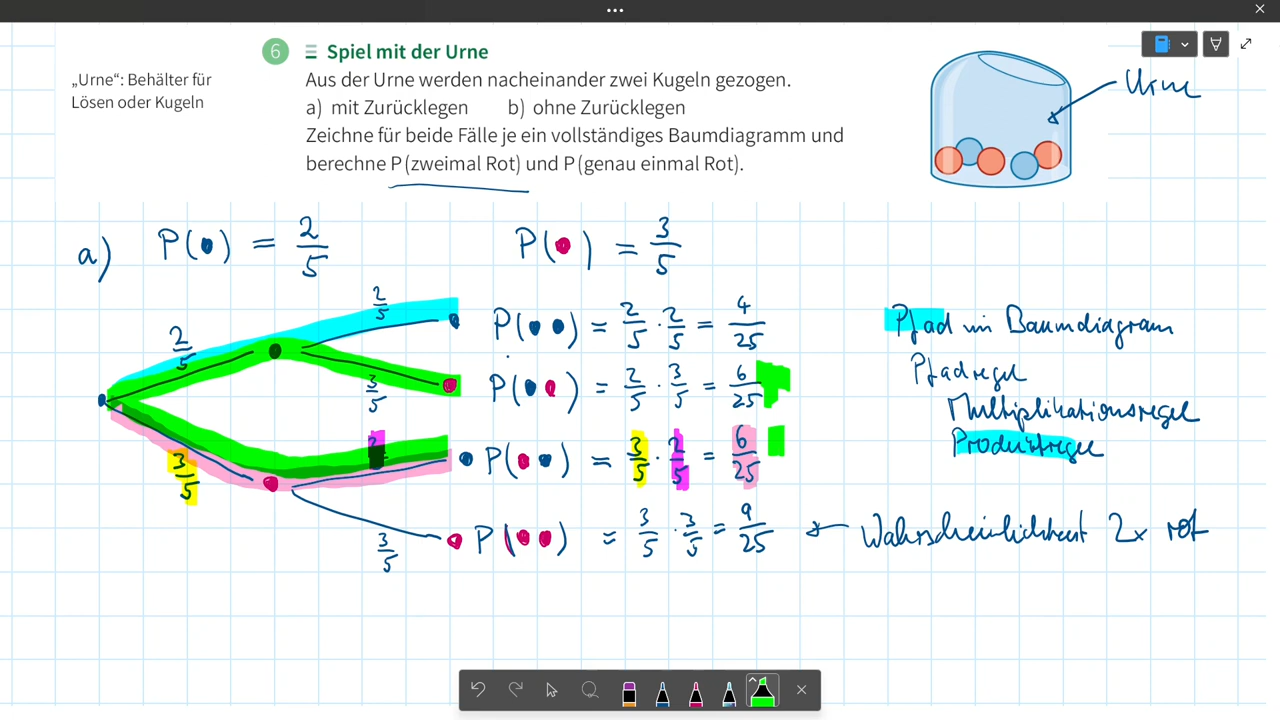 6 Spiel mit der Urne
„Urne“: Behälter für
Lösen oder Kugeln
Aus der Urne werden nacheinander zwei Kugeln gezogen.
a) mit Zurücklegen b) ohne Zurücklegen
Zeichne für beide Fälle je ein vollständiges Baumdiagramm und
berechne P (zweimal Rot) und P (genau einmal Rot).
Urne
a) P( ) = 2/5 P( ) = 3/5
2/5 2/5 P( ) = 2/5 · 2/5 = 4/25
3/5 P( ) = 2/5 · 3/5 = 6/25
3/5 P( ) = 3/5 · 2/5 = 6/25
3/5 P( ) = 3/5 · 3/5 = 9/25
Pfad im Baumdiagram
Pfadregel
Multiplikationsregel
Produktregel
Wahrscheinlichkeit 2x rot